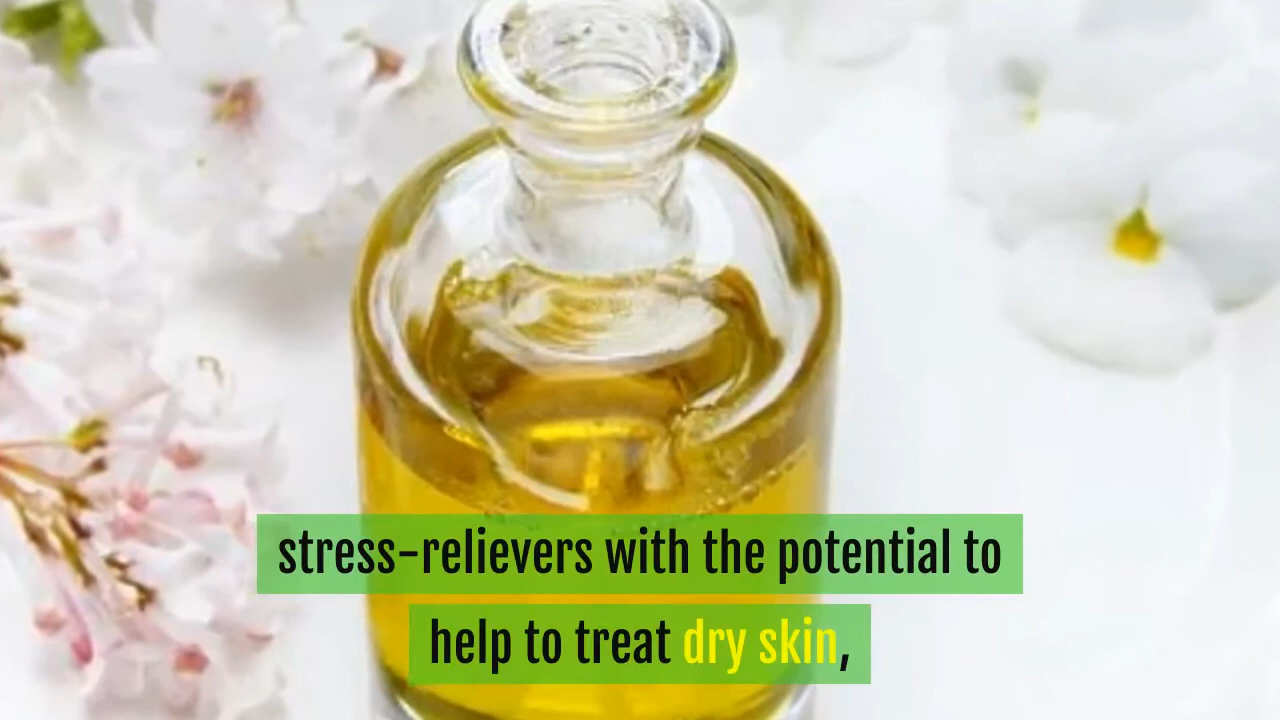 stress-relievers with the potential to
help to treat dry skin,